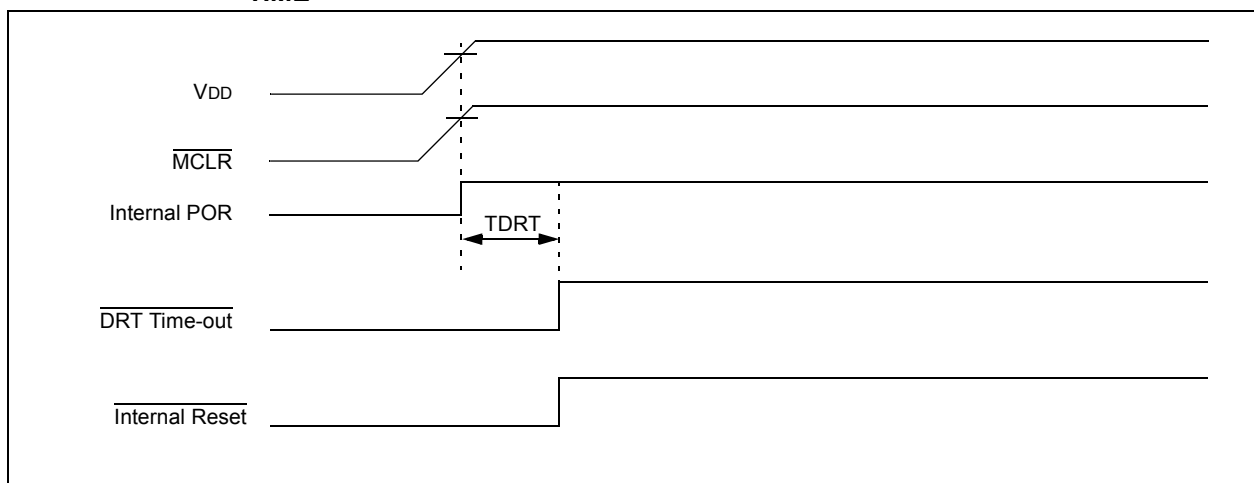 VDD
MCLR
Internal POR
TDRT
DRT Time-out
Internal Reset